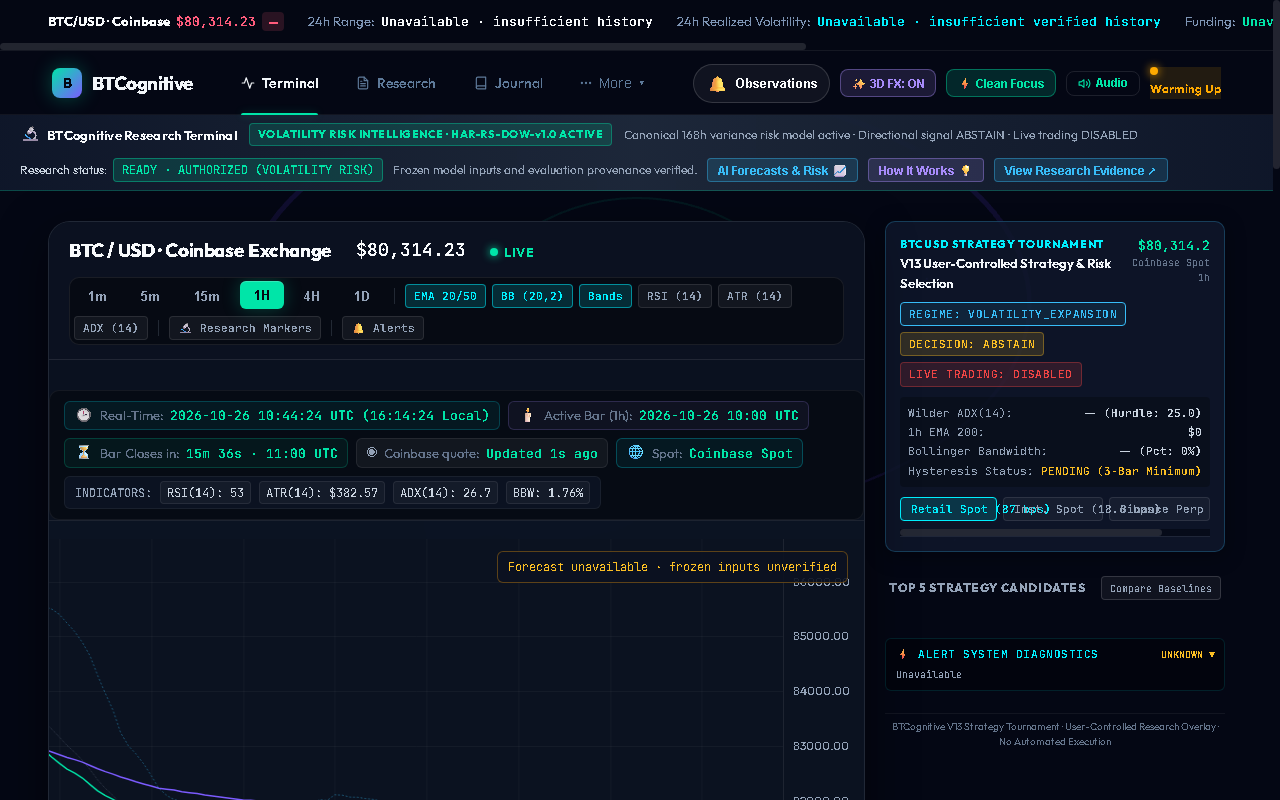 BTC/USD · Coinbase $80,314.23 — 24h Range: Unavailable · insufficient history 24h Realized Volatility: Unavailable · insufficient verified history Funding: Unav
B BTCognitive Terminal Research Journal ··· More ▾ 🔔 Observations ✨ 3D FX: ON ⚡ Clean Focus Audio Warming Up
🔬 BTCognitive Research Terminal VOLATILITY RISK INTELLIGENCE · HAR-RS-DOW-v1.0 ACTIVE Canonical 168h variance risk model active · Directional signal ABSTAIN · Live trading DISABLED
Research status: READY · AUTHORIZED (VOLATILITY RISK) Frozen model inputs and evaluation provenance verified. AI Forecasts & Risk 📈 How It Works 💡 View Research Evidence ↗
BTC / USD · Coinbase Exchange $80,314.23 LIVE
1m 5m 15m 1H 4H 1D EMA 20/50 BB (20,2) Bands RSI (14) ATR (14)
ADX (14) 🔬 Research Markers 🔔 Alerts
🕒 Real-Time: 2026-10-26 10:44:24 UTC (16:14:24 Local) Active Bar (1h): 2026-10-26 10:00 UTC
⌛ Bar Closes in: 15m 36s · 11:00 UTC Coinbase quote: Updated 1s ago 🌐 Spot: Coinbase Spot
INDICATORS: RSI(14): 53 ATR(14): $382.57 ADX(14): 26.7 BBW: 1.76%
Forecast unavailable · frozen inputs unverified
86000.00
85000.00
84000.00
83000.00
82000.00
BTCUSD STRATEGY TOURNAMENT $80,314.2
V13 User-Controlled Strategy & Risk Coinbase Spot
Selection 1h
REGIME: VOLATILITY_EXPANSION
DECISION: ABSTAIN
LIVE TRADING: DISABLED
Wilder ADX(14): — (Hurdle: 25.0)
1h EMA 200: $0
Bollinger Bandwidth: — (Pct: 0%)
Hysteresis Status: PENDING (3-Bar Minimum)
Retail Spot Spot Perp
TOP 5 STRATEGY CANDIDATES Compare Baselines
⚡ ALERT SYSTEM DIAGNOSTICS UNKNOWN ▼
Unavailable
BTCognitive V13 Strategy Tournament · User-Controlled Research Overlay ·
No Automated Execution